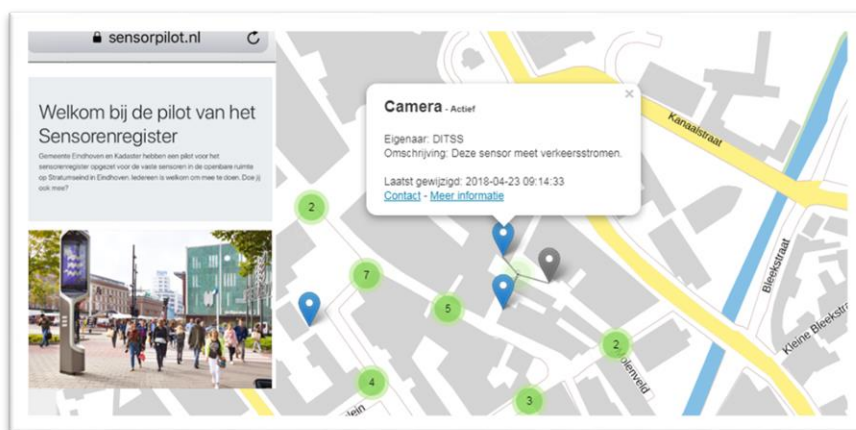 sensorpilot.nl
Welkom bij de pilot van het
Sensorenregister
Gemeente Eindhoven en Kadaster hebben een pilot voor het
sensorenregister opgezet voor de vaste sensoren in de openbare ruimte
op Stratumseind in Eindhoven. Iedereen is welkom om mee te doen. Doe jij
ook mee?
Camera - Actief
×
Eigenaar: DITSS
Omschrijving: Deze sensor meet verkeersstromen.
Laatst gewijzigd: 2018-04-23 09:14:33
Contact - Meer informatie
Kanaalstraat
Bleekstraat
Kleine Bleekstra
2
7
5
2
olenveld
4
3
lein